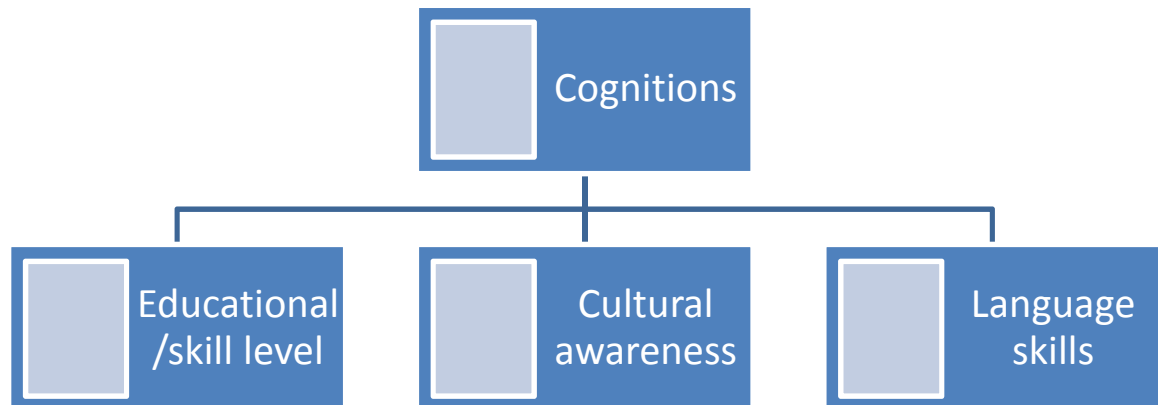 Cognitions
Educational
/skill level
Cultural
awareness
Language
skills